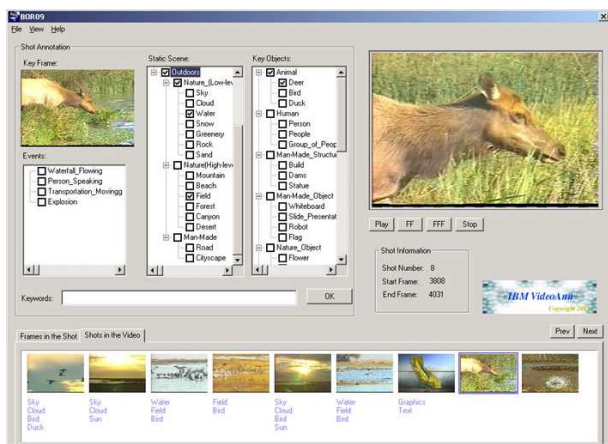 BOR09
File View Help
Shot Annotation
Key Frame:
Events:
Waterfall_Flowing
Person_Speaking
Transportation_Movingg
Explosion
Static Scene:
Outdoors
Nature_(Low-lev
Sky
Cloud
Water
Snow
Greenery
Rock
Sand
Nature(High-leve
Mountain
Beach
Field
Forest
Canyon
Desert
Man-Made
Road
Cityscape
Key Objects:
Animal
Deer
Bird
Duck
Human
Person
People
Group_of_Peop
Man-Made_Structui
Build
Dams
Statue
Man-Made_Object
Whiteboard
Slide_Presentat
Robot
Flag
Nature_Object
Flower
Keywords:
OK
Play FF FFF Stop
Shot Information
Shot Number: 8
Start Frame: 3808
End Frame: 4031
IBM VideoAnn
Copyright
Prev Next
Frames in the Shot Shots in the Video
Sky
Cloud
Bird
Duck
Sky
Cloud
Sun
Water
Field
Bird
Field
Bird
Sky
Cloud
Bird
Sun
Water
Field
Bird
Graphics
Text